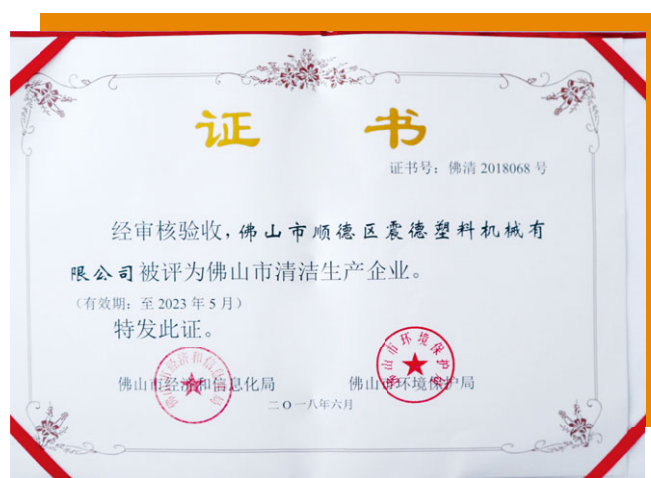 证 书
证书号：佛清 2018068 号
经审核验收，佛山市顺德区震德塑料机械有
限公司被评为佛山市清洁生产企业。
（有效期：至 2023 年 5 月）
特发此证。
佛山市经济和信息化局 佛山市环境保护局
二〇一八年六月